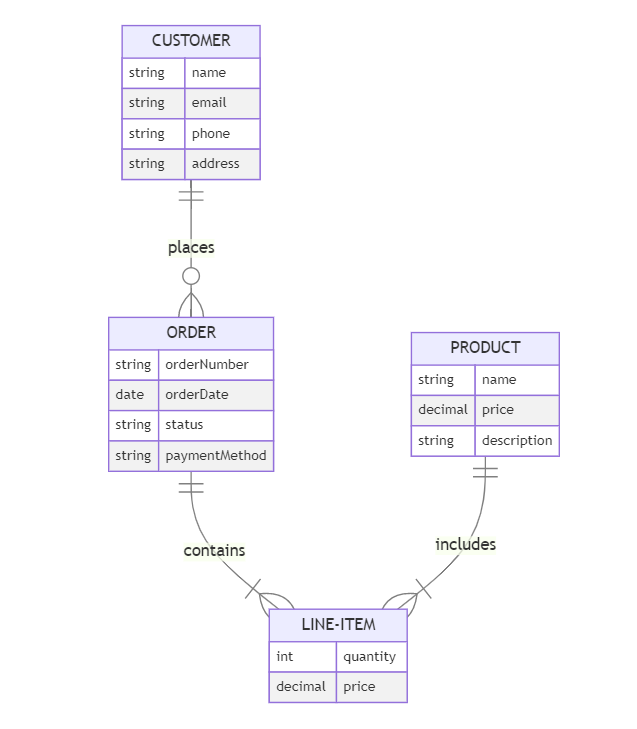 CUSTOMER
string name
string email
string phone
string address
places
ORDER
string orderNumber
date orderDate
string status
string paymentMethod
PRODUCT
string name
decimal price
string description
contains
includes
LINE-ITEM
int quantity
decimal price